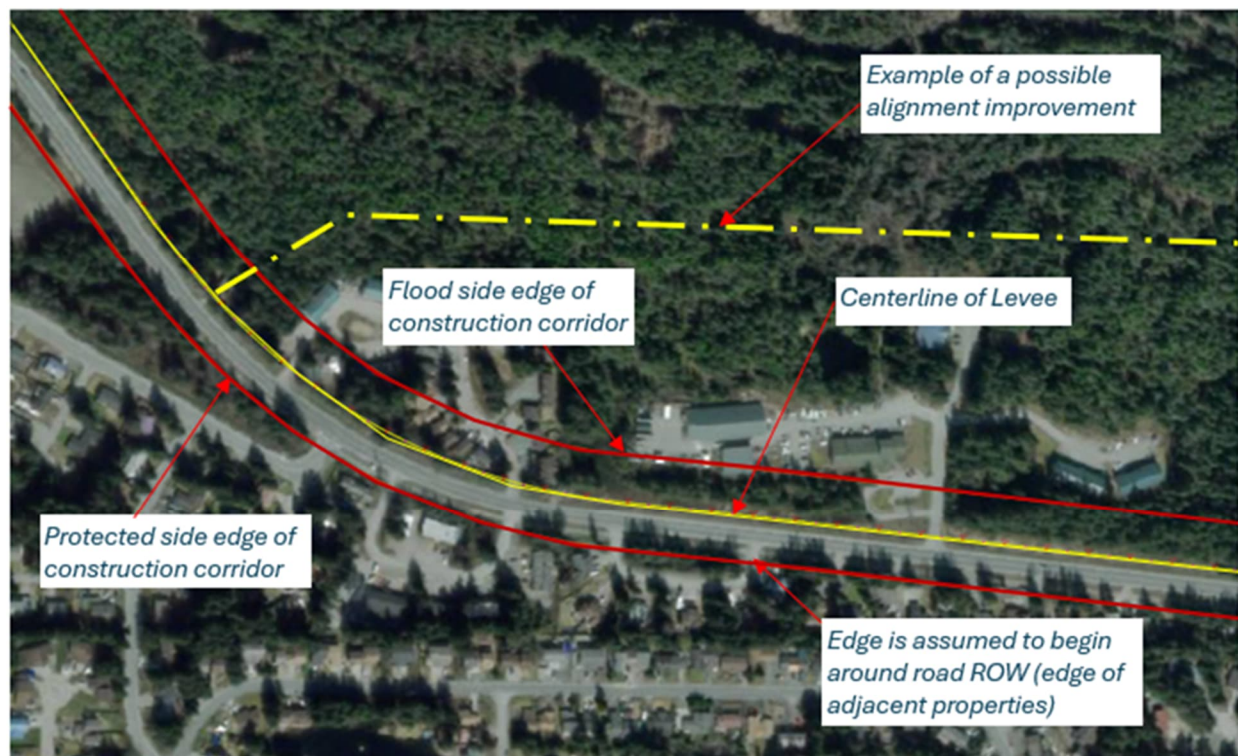 Example of a possible
alignment improvement
Flood side edge of
construction corridor
Centerline of Levee
Protected side edge of
construction corridor
Edge is assumed to begin
around road ROW (edge of
adjacent properties)